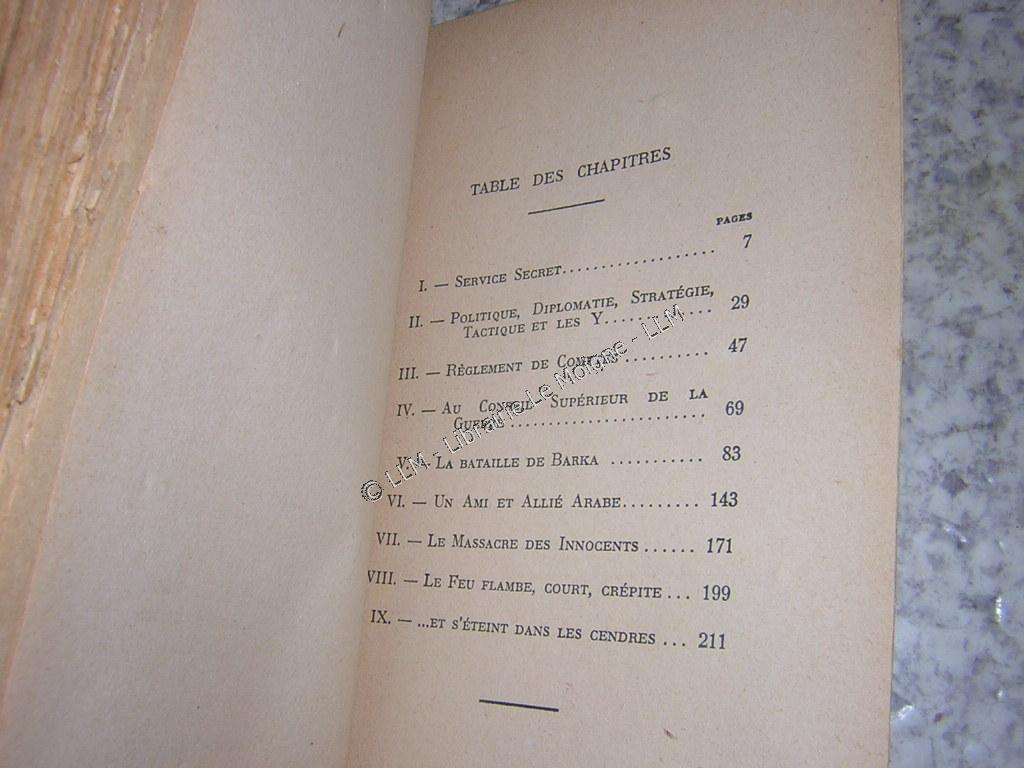 TABLE DES CHAPITRES
PAGES
I. — SERVICE SECRET................... 7
II. — POLITIQUE, DIPLOMATIE, STRATÉGIE,
TACTIQUE ET LES Y............. 29
III. — RÈGLEMENT DE COMPTES.......... 47
IV. — AU CONSEIL SUPÉRIEUR DE LA
GUERRE........................ 69
V. — LA BATAILLE DE BARKA ........... 83
VI. — UN AMI ET ALLIÉ ARABE......... 143
VII. — LE MASSACRE DES INNOCENTS ...... 171
VIII. — LE FEU FLAMBE, COURT, CRÉPITE ... 199
IX. — ...ET S'ÉTEINT DANS LES CENDRES ... 211
© LLM - Librairie Le Moigne - LLM